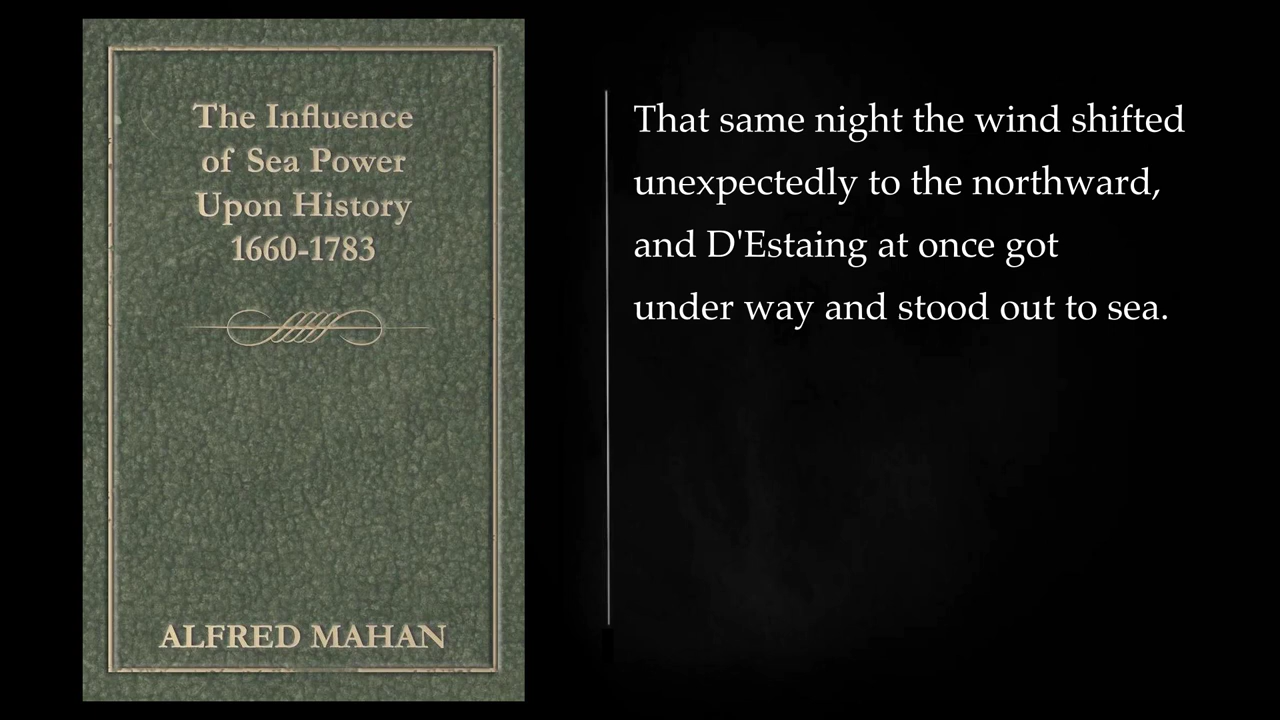 The Influence
of Sea Power
Upon History
1660-1783
ALFRED MAHAN
That same night the wind shifted
unexpectedly to the northward,
and D'Estaing at once got
under way and stood out to sea.